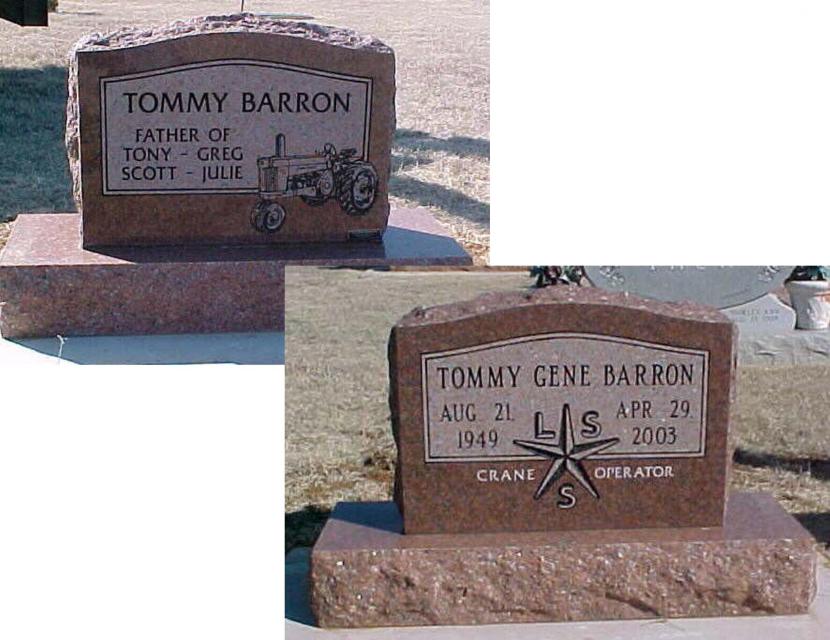 TOMMY BARRON
FATHER OF
TONY - GREG
SCOTT - JULIE
TOMMY GENE BARRON
AUG 21, APR 29,
1949 2003
L S
CRANE OPERATOR
S